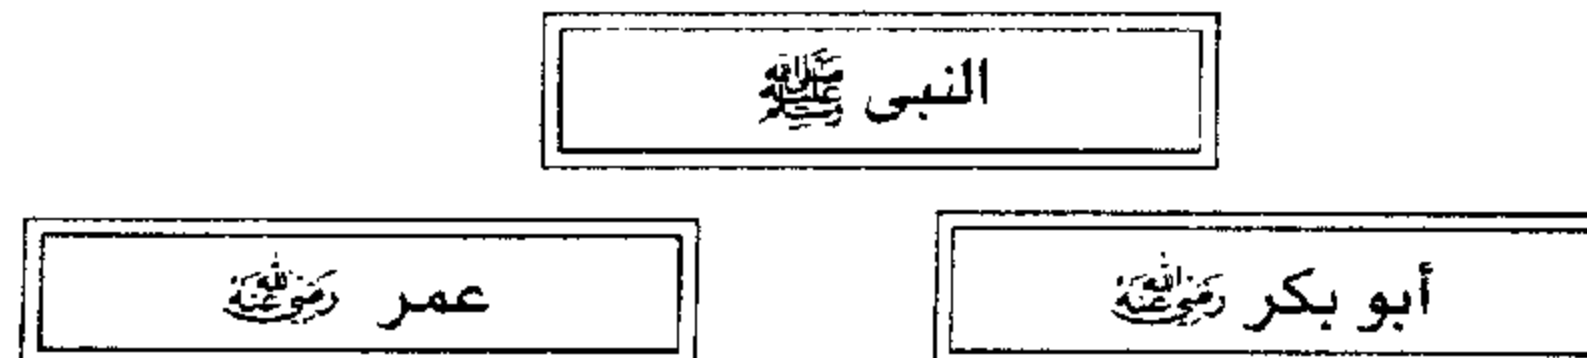 النبى ﷺ
أبو بكر رضي الله عنه
عمر رضي الله عنه